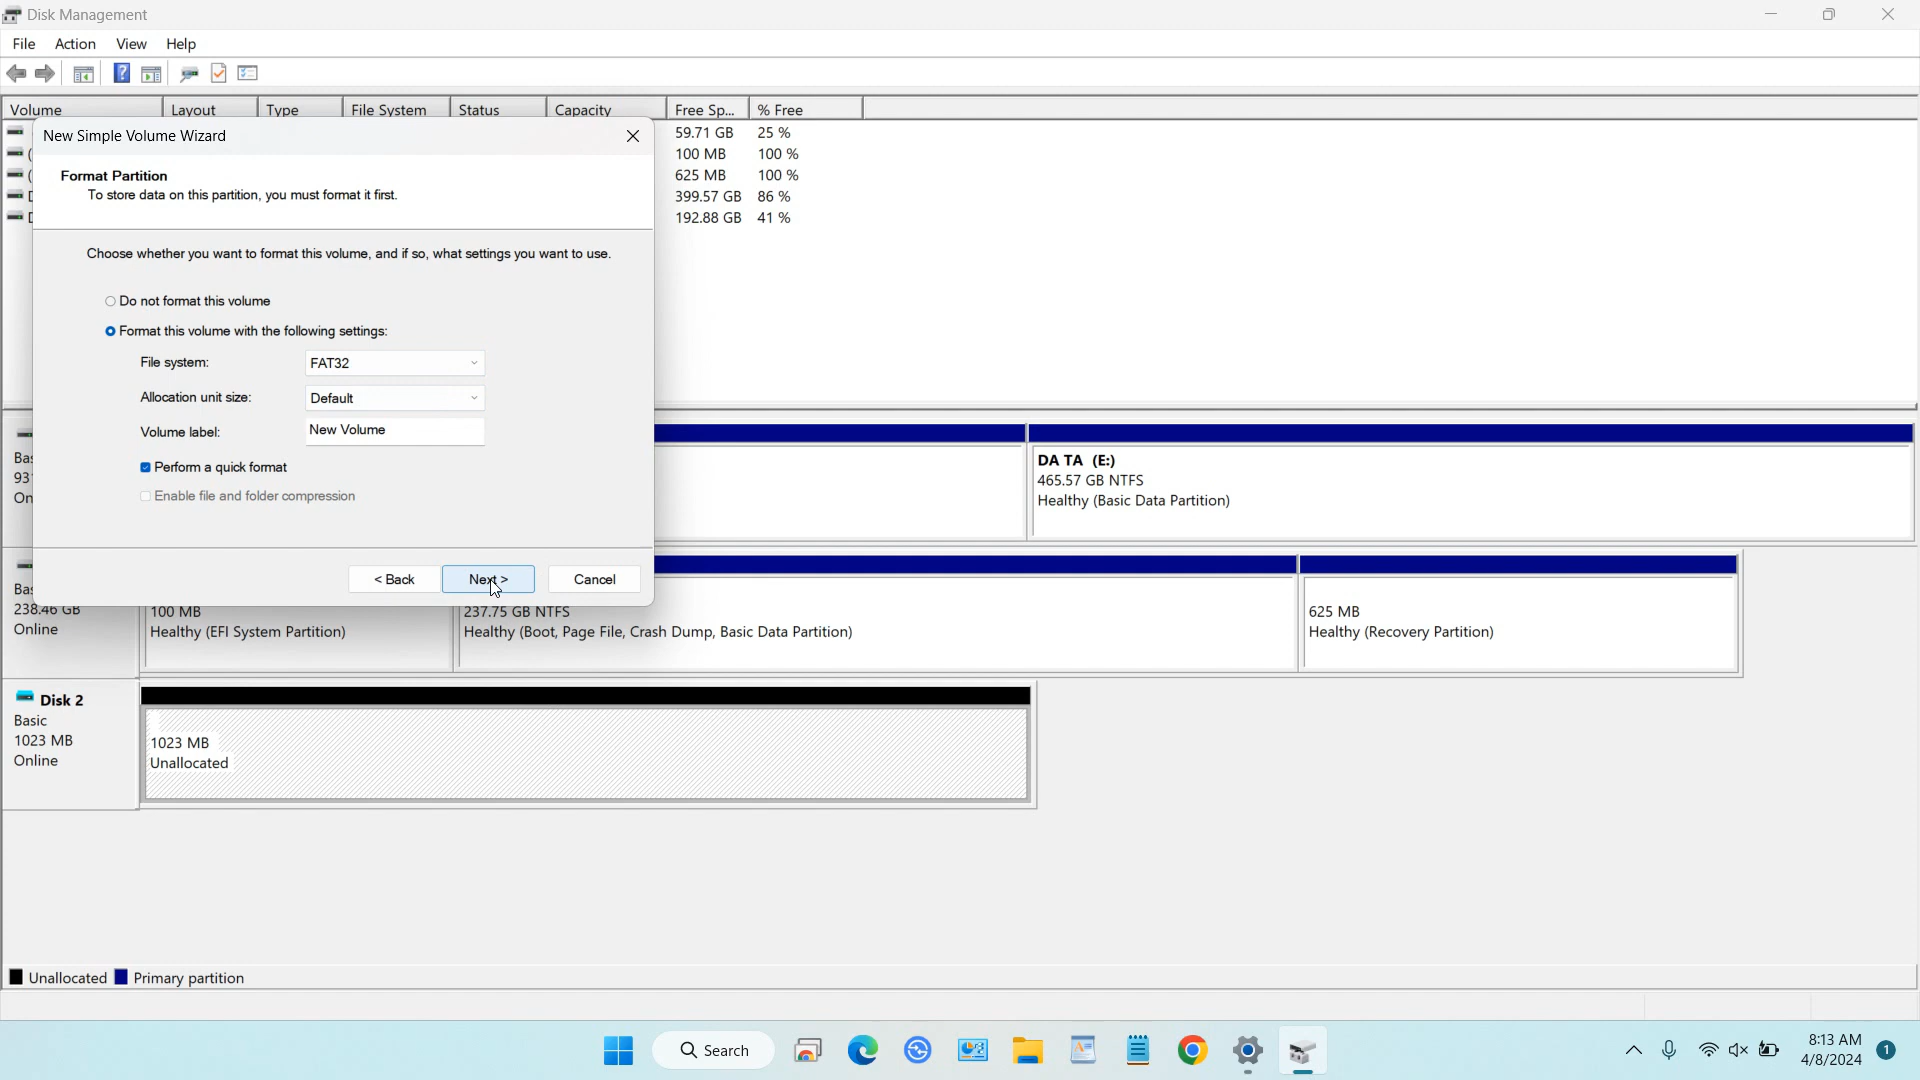 Disk Management
File Action View Help
Volume Layout Type File System Status Capacity Free Sp... % Free
59.71 GB 25 %
100 MB 100 %
625 MB 100 %
399.57 GB 86 %
192.88 GB 41 %
New Simple Volume Wizard
Format Partition
To store data on this partition, you must format it first.
Choose whether you want to format this volume, and if so, what settings you want to use.
Do not format this volume
Format this volume with the following settings:
File system: FAT32
Allocation unit size: Default
Volume label: New Volume
Perform a quick format
Enable file and folder compression
< Back Next > Cancel
DA TA (E:)
465.57 GB NTFS
Healthy (Basic Data Partition)
238.46 GB
Online
100 MB
Healthy (EFI System Partition)
237.75 GB NTFS
Healthy (Boot, Page File, Crash Dump, Basic Data Partition)
625 MB
Healthy (Recovery Partition)
Disk 2
Basic
1023 MB
Online
1023 MB
Unallocated
Unallocated Primary partition
Search
8:13 AM
4/8/2024
1